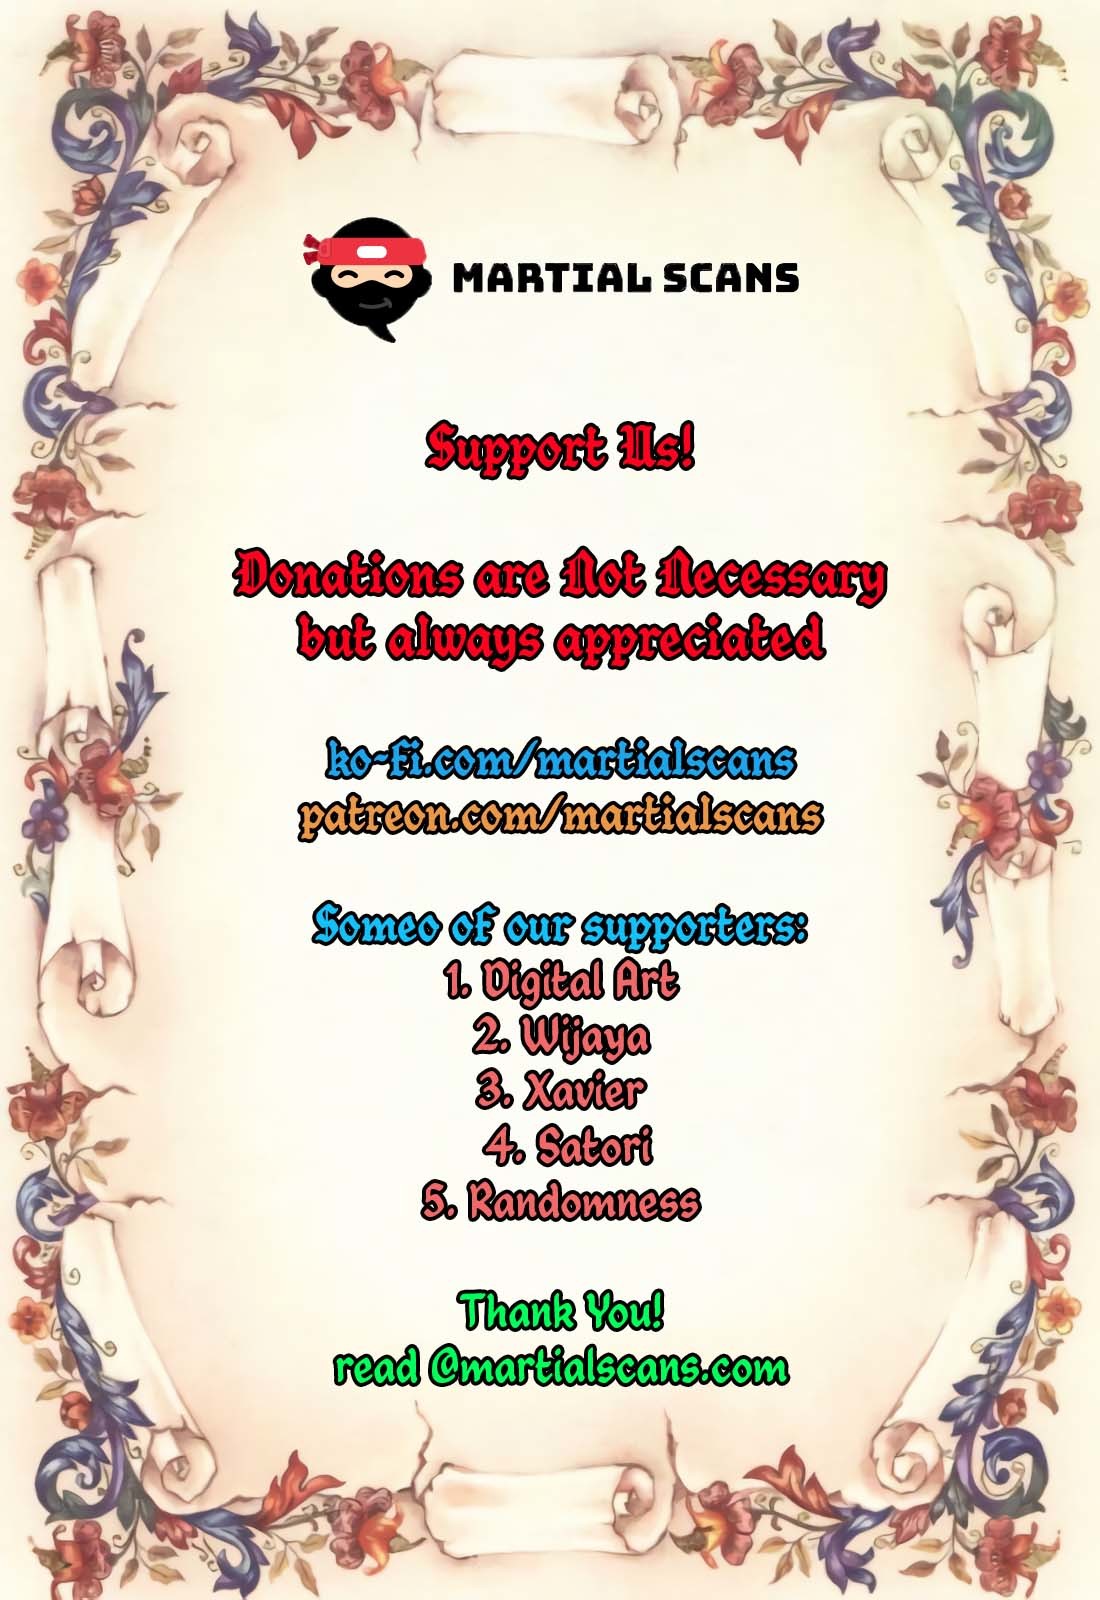 MARTIAL SCANS
Support Us!
Donations are Not Necessary
but always appreciated
ko-fi.com/martialscans
patreon.com/martialscans
Someo of our supporters:
1. Digital Art
2. Wijaya
3. Xavier
4. Satori
5. Randomness
Thank You!
read @martialscans.com